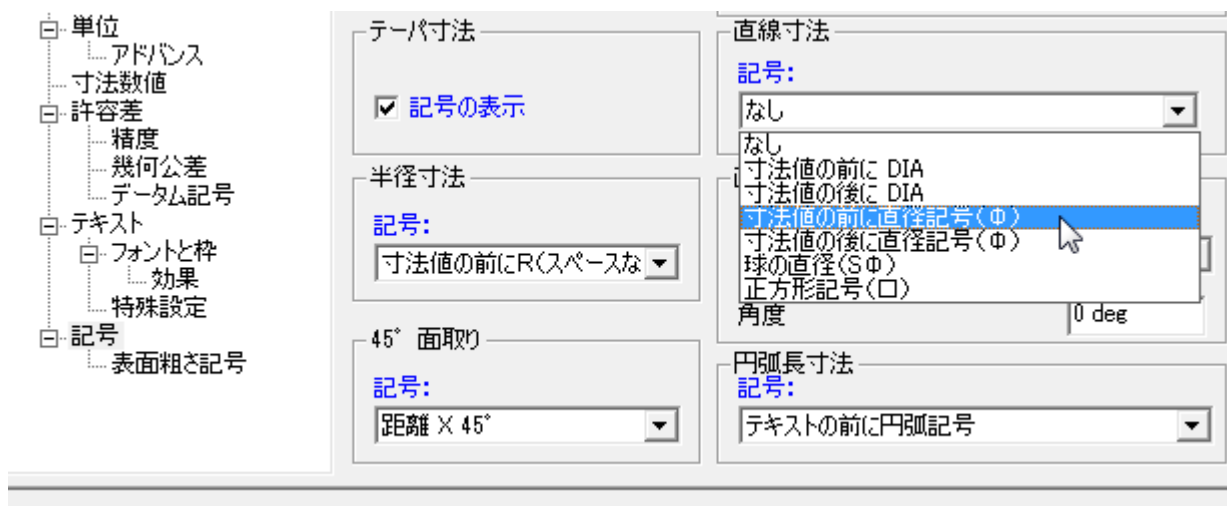 単位
アドバンス
寸法数値
許容差
精度
幾何公差
データム記号
テキスト
フォントと枠
効果
特殊設定
記号
表面粗さ記号
テーパ寸法
記号の表示
半径寸法
記号:
寸法値の前にR(スペースな
45° 面取り
記号:
距離 X 45°
直線寸法
記号:
なし
なし
寸法値の前に DIA
寸法値の後に DIA
寸法値の前に直径記号(Φ)
寸法値の後に直径記号(Φ)
球の直径(SΦ)
正方形記号(□)
角度
0 deg
円弧長寸法
記号:
テキストの前に円弧記号